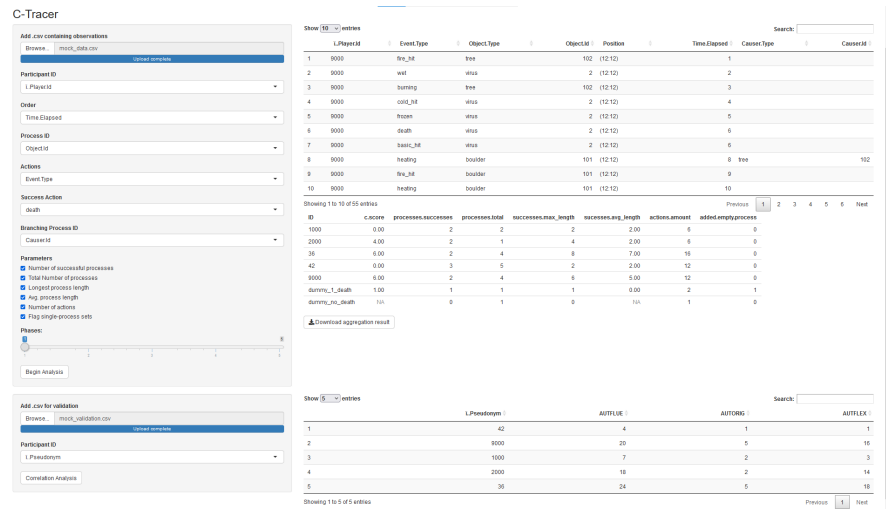 C-Tracer
Add .csv containing observations
Browse... mock_data.csv
Upload complete
Participant ID
ï..Player.Id
Order
Time.Elapsed
Process ID
Object.Id
Actions
Event.Type
Success Action
death
Branching Process ID
Causer.Id
Parameters
Number of successful processes
Total Number of processes
Longest process length
Avg. process length
Number of actions
Flag single-process sets
Phases:
Begin Analysis
Show 10 entries Search:
ï..Player.Id Event.Type Object.Type Object.Id Position Time.Elapsed Causer.Type Causer.Id
1 9000 fire_hit tree 102 (12:12) 1
2 9000 wet virus 2 (12:12) 2
3 9000 burning tree 102 (12:12) 3
4 9000 cold_hit virus 2 (12:12) 4
5 9000 frozen virus 2 (12:12) 5
6 9000 death virus 2 (12:12) 6
7 9000 basic_hit virus 2 (12:12) 6
8 9000 heating boulder 101 (12:12) 8 tree 102
9 9000 fire_hit boulder 101 (12:12) 9
10 9000 heating boulder 101 (12:12) 10
Showing 1 to 10 of 55 entries Previous 1 2 3 4 5 6 Next
ID c.score processes.successes processes.total successes.max_length sucesses.avg_length actions.amount added.empty.process
1000 0.00 2 2 2 2.00 6 0
2000 4.00 2 1 4 2.00 6 0
36 6.00 2 4 8 7.00 16 0
42 0.00 3 5 2 2.00 12 0
9000 6.00 2 4 6 5.00 12 0
dummy_1_death 1.00 1 1 1 0.00 2 1
dummy_no_death NA 0 1 0 NA 1 0
Download aggregation result
Add .csv for validation
Browse... mock_validation.csv
Upload complete
Participant ID
ï..Pseudonym
Correlation Analysis
Show 5 entries Search:
ï..Pseudonym AUTFLUE AUTORIG AUTFLEX
1 42 4 1 1
2 9000 20 5 16
3 1000 7 2 3
4 2000 18 2 14
5 36 24 5 18
Showing 1 to 5 of 5 entries Previous 1 Next